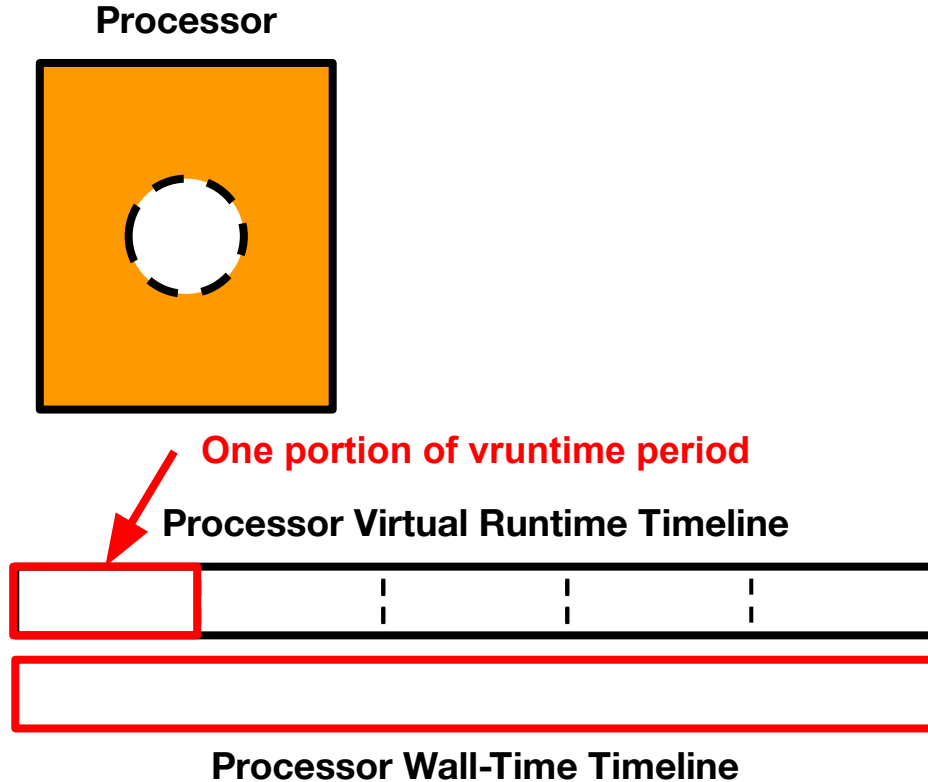 Processor
One portion of vruntime period
Processor Virtual Runtime Timeline
Processor Wall-Time Timeline